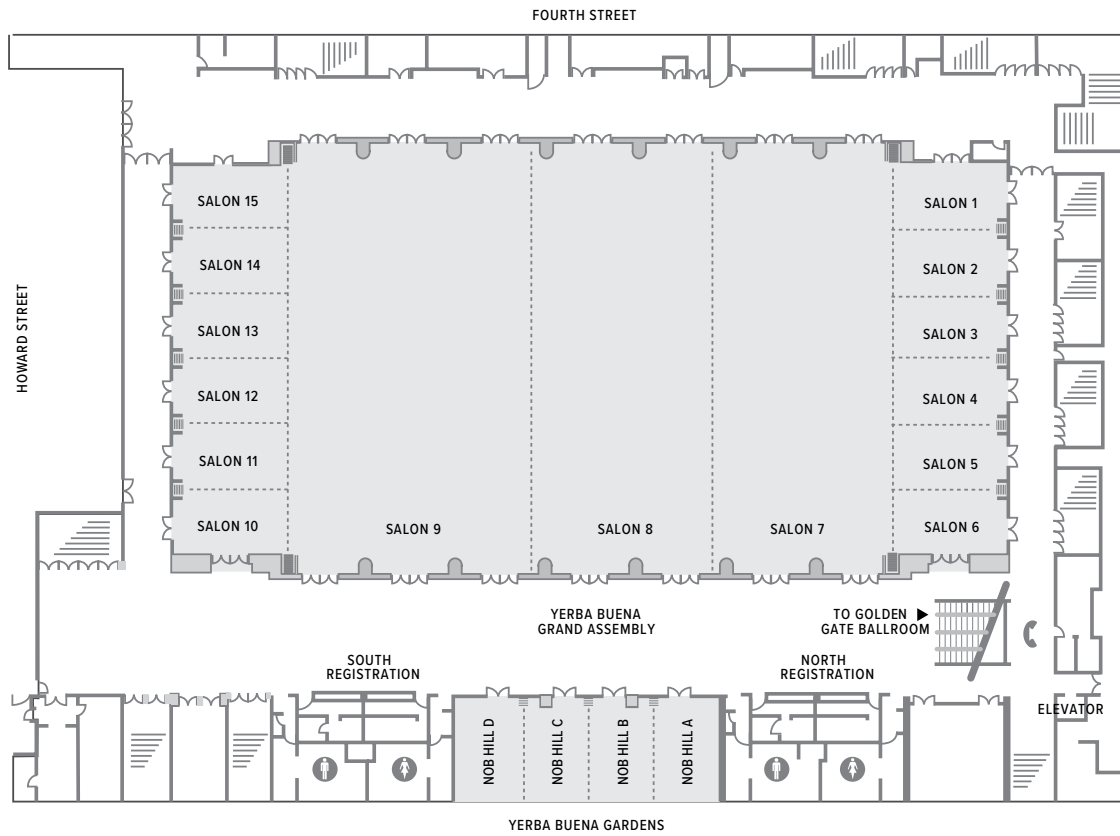 FOURTH STREET
SALON 15
SALON 1
SALON 14
SALON 2
HOWARD STREET
SALON 13
SALON 3
SALON 12
SALON 4
SALON 11
SALON 5
SALON 10
SALON 9
SALON 8
SALON 7
SALON 6
YERBA BUENA
GRAND ASSEMBLY
TO GOLDEN
GATE BALLROOM
SOUTH
REGISTRATION
NORTH
REGISTRATION
ELEVATOR
NOB HILL D
NOB HILL C
NOB HILL B
NOB HILL A
YERBA BUENA GARDENS